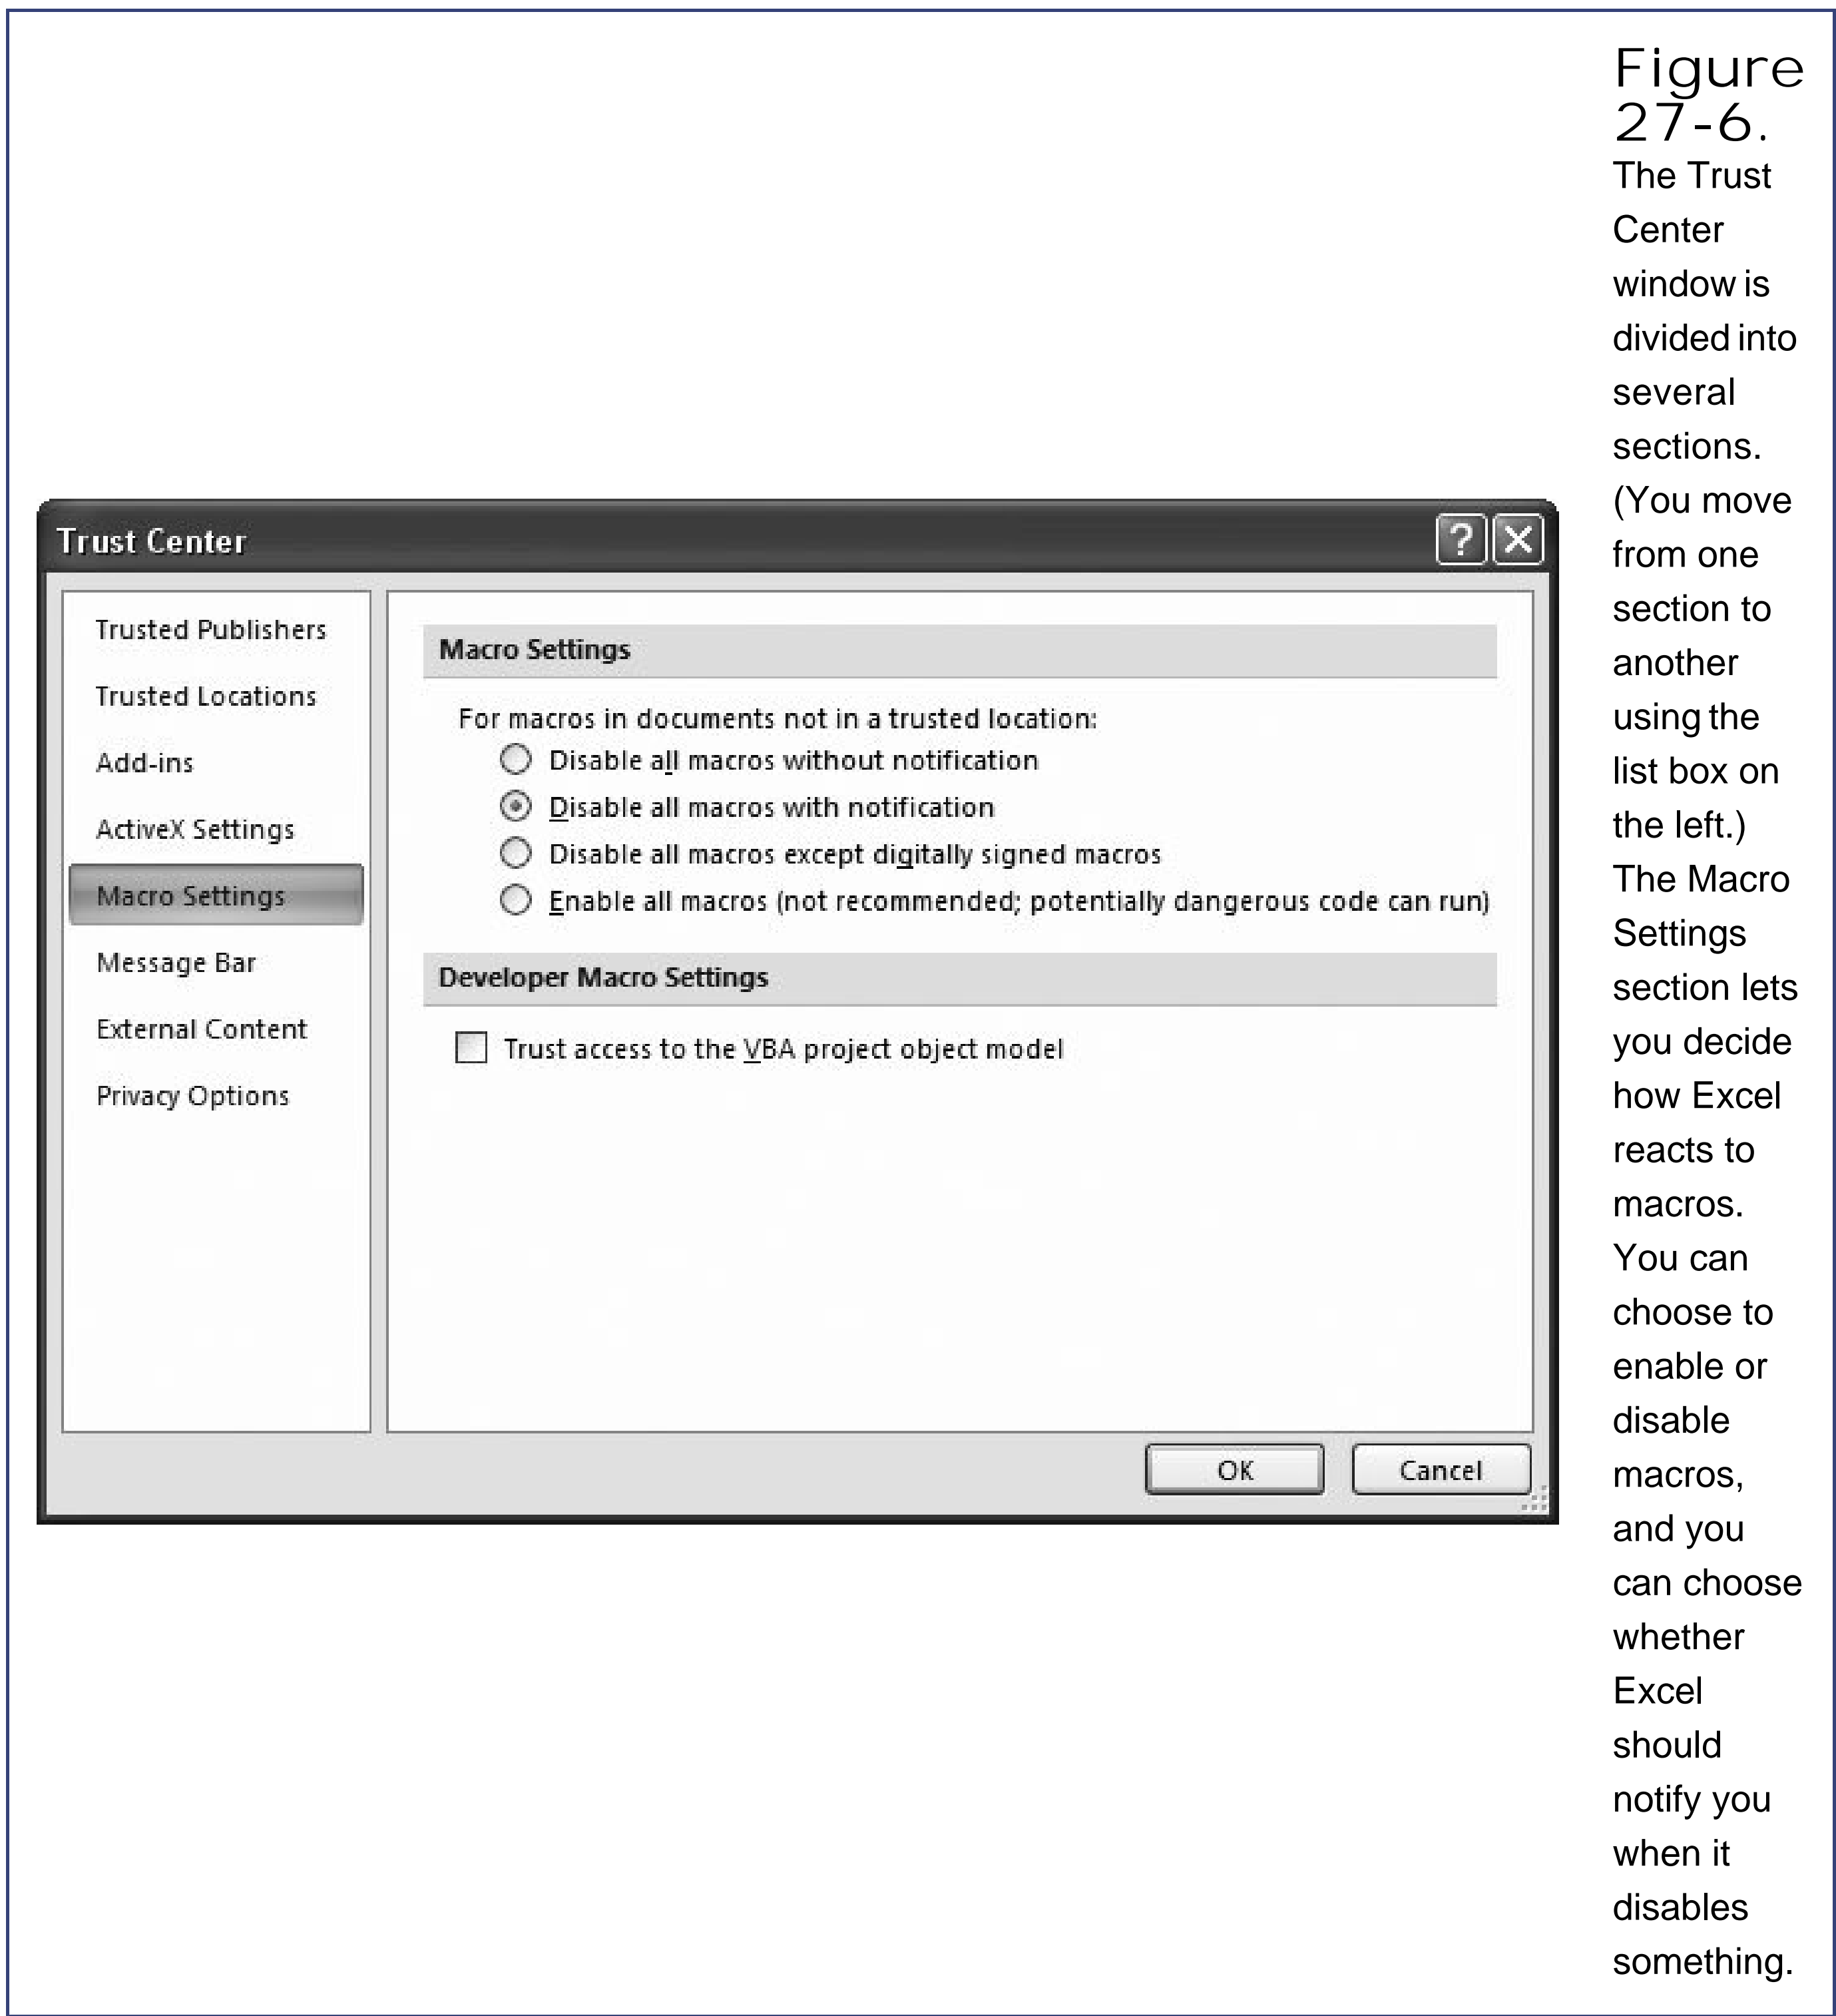 Figure
27-6.
The Trust
Center
window is
divided into
several
sections.
(You move
from one
section to
another
using the
list box on
the left.)
The Macro
Settings
section lets
you decide
how Excel
reacts to
macros.
You can
choose to
enable or
disable
macros,
and you
can choose
whether
Excel
should
notify you
when it
disables
something.
Trust Center
?
Trusted Publishers
Trusted Locations
Add-ins
ActiveX Settings
Macro Settings
Message Bar
External Content
Privacy Options
Macro Settings
For macros in documents not in a trusted location:
Disable all macros without notification
Disable all macros with notification
Disable all macros except digitally signed macros
Enable all macros (not recommended; potentially dangerous code can run)
Developer Macro Settings
Trust access to the VBA project object model
OK
Cancel